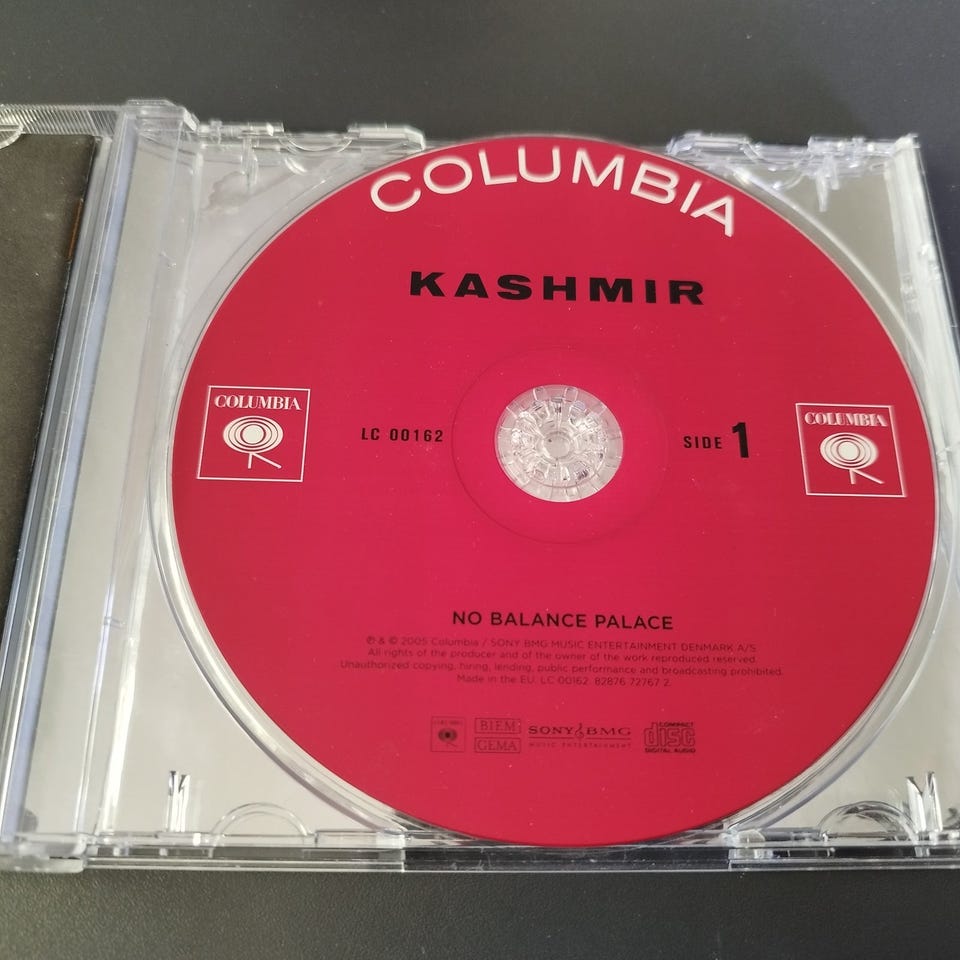 COLUMBIA
KASHMIR
COLUMBIA
LC 00162
SIDE 1
COLUMBIA
NO BALANCE PALACE
℗ & © 2005 Columbia / SONY BMG MUSIC ENTERTAINMENT DENMARK A/S
All rights of the producer and of the owner of the work reproduced reserved.
Unauthorized copying, hiring, lending, public performance and broadcasting prohibited.
Made in the EU. LC 00162. 82876 72767 2.
COLUMBIA
BIEM
GEMA
SONY BMG
MUSIC ENTERTAINMENT
COMPACT
disc
DIGITAL AUDIO